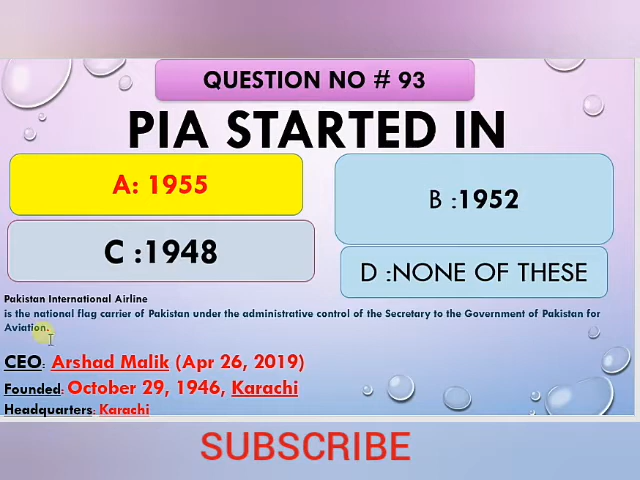 QUESTION NO # 93
PIA STARTED IN
A: 1955
B :1952
C :1948
D :NONE OF THESE
Pakistan International Airline
is the national flag carrier of Pakistan under the administrative control of the Secretary to the Government of Pakistan for
Aviation.
CEO: Arshad Malik (Apr 26, 2019)
Founded: October 29, 1946, Karachi
Headquarters: Karachi
SUBSCRIBE